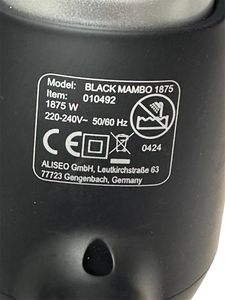 Model: BLACK MAMBO 1875
Item: 010492
1875 W
220-240V~ 50/60 Hz
CE
0424
ALISEO GmbH, Leutkirchstraße 63
77723 Gengenbach, Germany